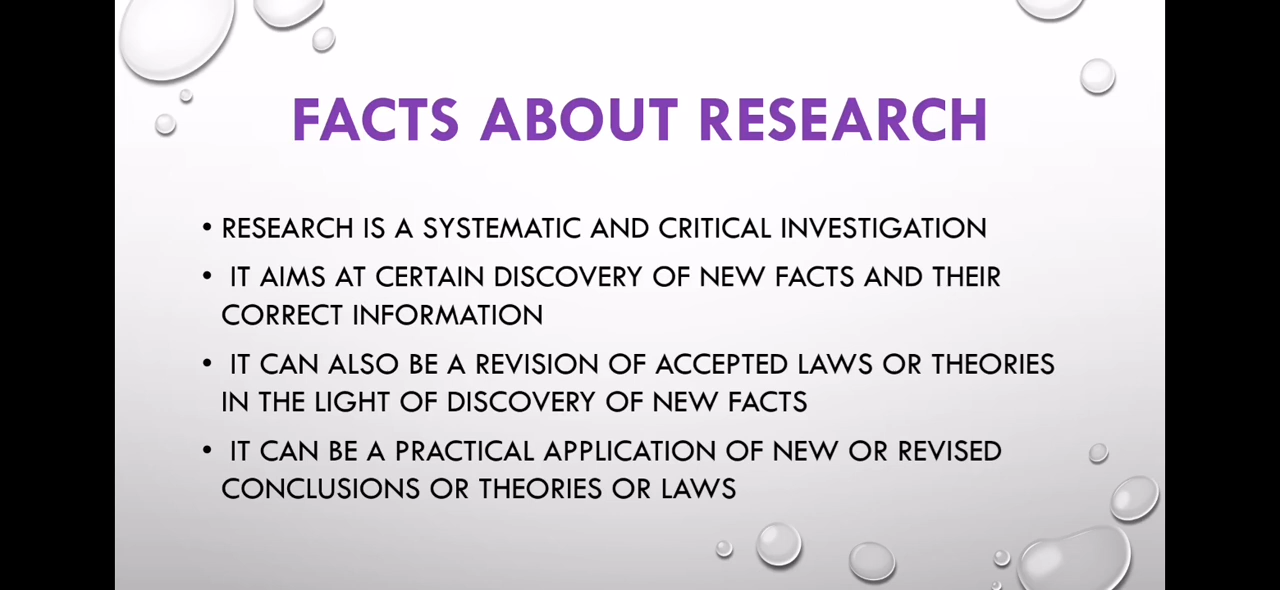 FACTS ABOUT RESEARCH
• RESEARCH IS A SYSTEMATIC AND CRITICAL INVESTIGATION
• IT AIMS AT CERTAIN DISCOVERY OF NEW FACTS AND THEIR
CORRECT INFORMATION
• IT CAN ALSO BE A REVISION OF ACCEPTED LAWS OR THEORIES
IN THE LIGHT OF DISCOVERY OF NEW FACTS
• IT CAN BE A PRACTICAL APPLICATION OF NEW OR REVISED
CONCLUSIONS OR THEORIES OR LAWS